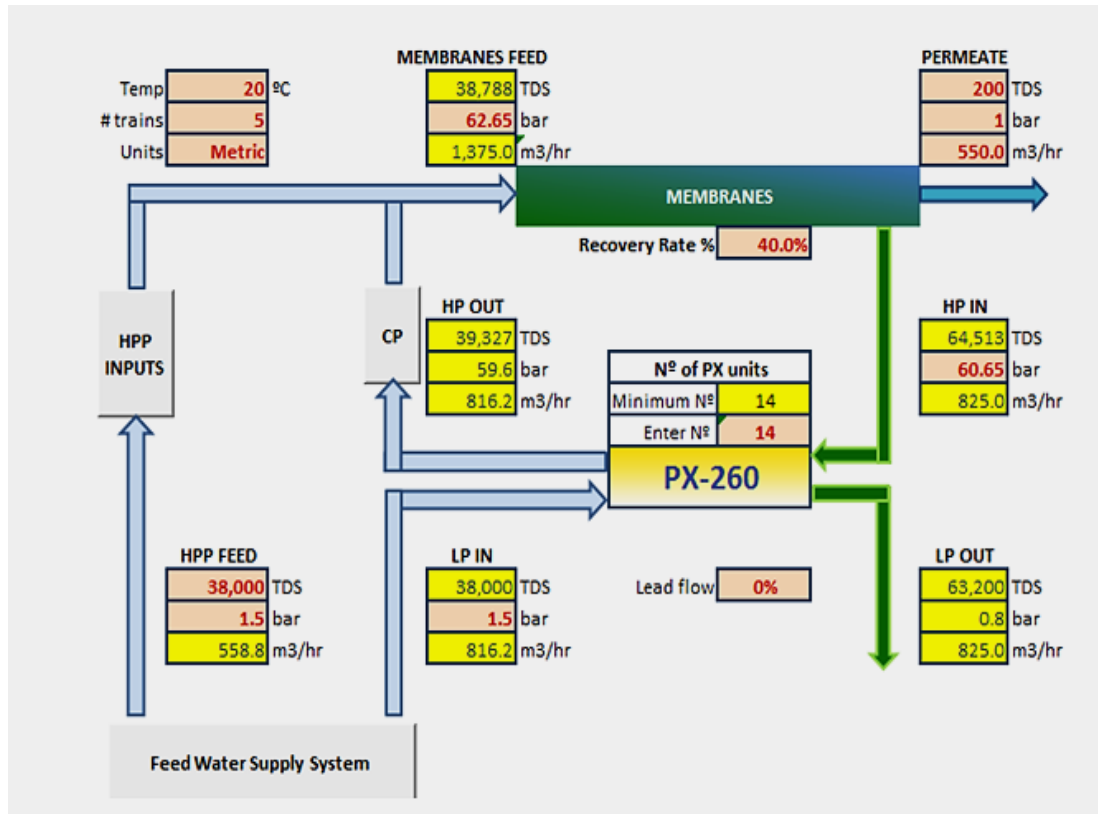 MEMBRANES FEED
PERMEATE
Temp 20 ºC
38,788 TDS
200 TDS
# trains 5
62.65 bar
1 bar
Units Metric
1,375.0 m3/hr
550.0 m3/hr
MEMBRANES
Recovery Rate % 40.0%
HPP
INPUTS
CP
HP OUT
39,327 TDS
59.6 bar
816.2 m3/hr
HP IN
64,513 TDS
60.65 bar
825.0 m3/hr
Nº of PX units
Minimum Nº 14
Enter Nº 14
PX-260
HPP FEED
38,000 TDS
1.5 bar
558.8 m3/hr
LP IN
38,000 TDS
1.5 bar
816.2 m3/hr
Lead flow 0%
LP OUT
63,200 TDS
0.8 bar
825.0 m3/hr
Feed Water Supply System